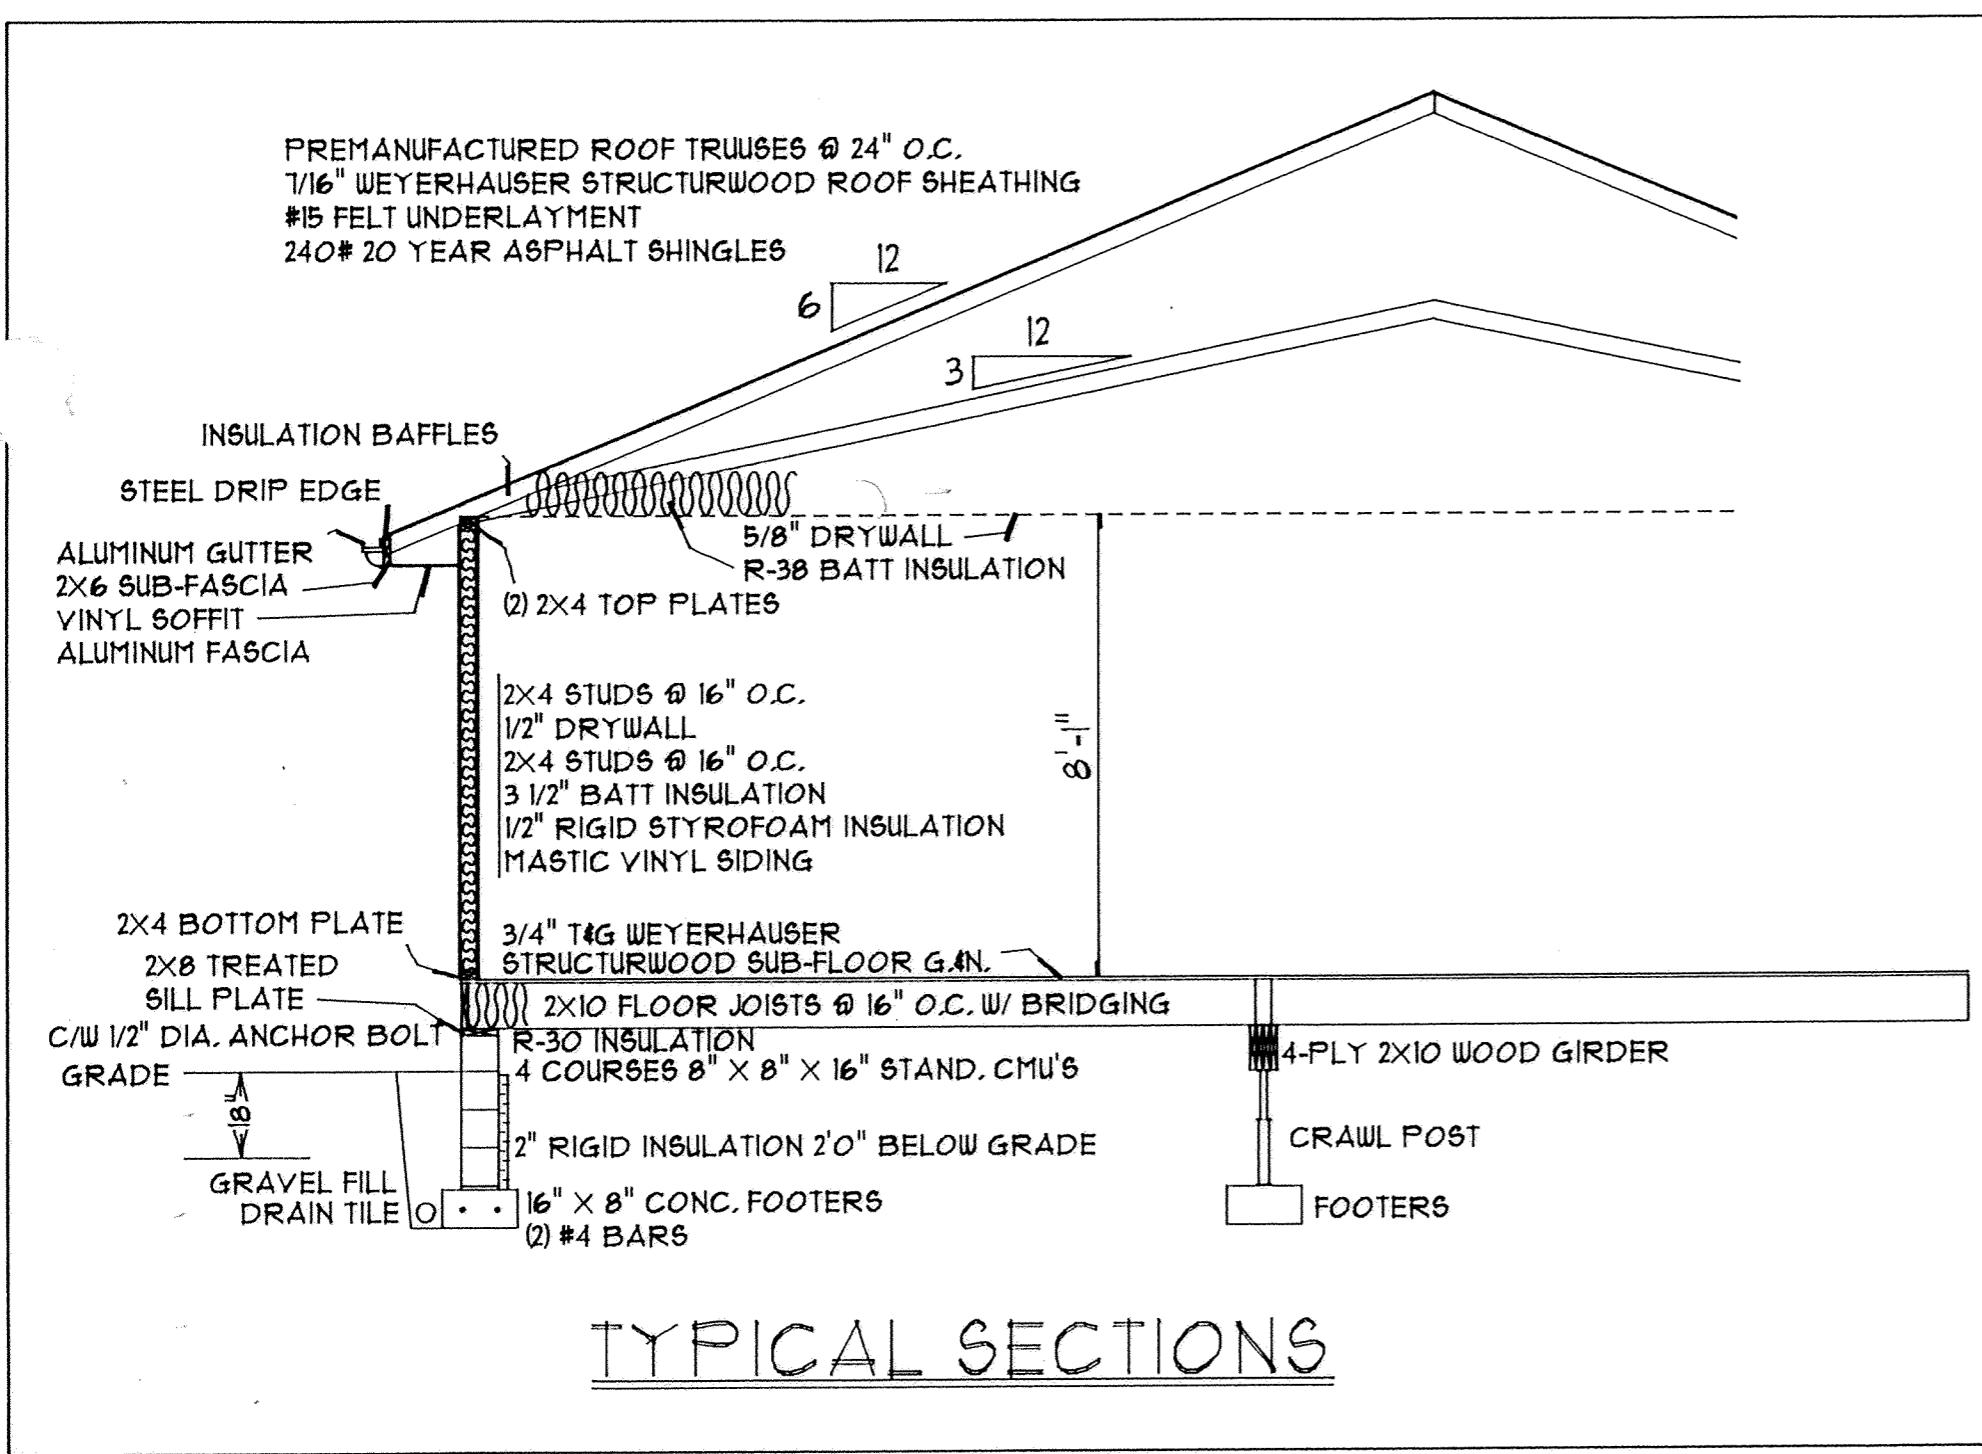 PREMANUFACTURED ROOF TRUUSES @ 24" O.C.
7/16" WEYERHAUSER STRUCTURWOOD ROOF SHEATHING
#15 FELT UNDERLAYMENT
240# 20 YEAR ASPHALT SHINGLES
12
6
12
3
INSULATION BAFFLES
STEEL DRIP EDGE
ALUMINUM GUTTER
2X6 SUB-FASCIA
VINYL SOFFIT
ALUMINUM FASCIA
5/8" DRYWALL
R-38 BATT INSULATION
(2) 2X4 TOP PLATES
2X4 STUDS @ 16" O.C.
1/2" DRYWALL
2X4 STUDS @ 16" O.C.
3 1/2" BATT INSULATION
1/2" RIGID STYROFOAM INSULATION
MASTIC VINYL SIDING
8'-1"
2X4 BOTTOM PLATE
2X8 TREATED
SILL PLATE
C/W 1/2" DIA. ANCHOR BOLT
GRADE
18"
GRAVEL FILL
DRAIN TILE
3/4" T&G WEYERHAUSER
STRUCTURWOOD SUB-FLOOR G.&N.
2X10 FLOOR JOISTS @ 16" O.C. W/ BRIDGING
R-30 INSULATION
4 COURSES 8" X 8" X 16" STAND. CMU'S
2" RIGID INSULATION 2'0" BELOW GRADE
16" X 8" CONC. FOOTERS
(2) #4 BARS
4-PLY 2X10 WOOD GIRDER
CRAWL POST
FOOTERS
TYPICAL SECTIONS